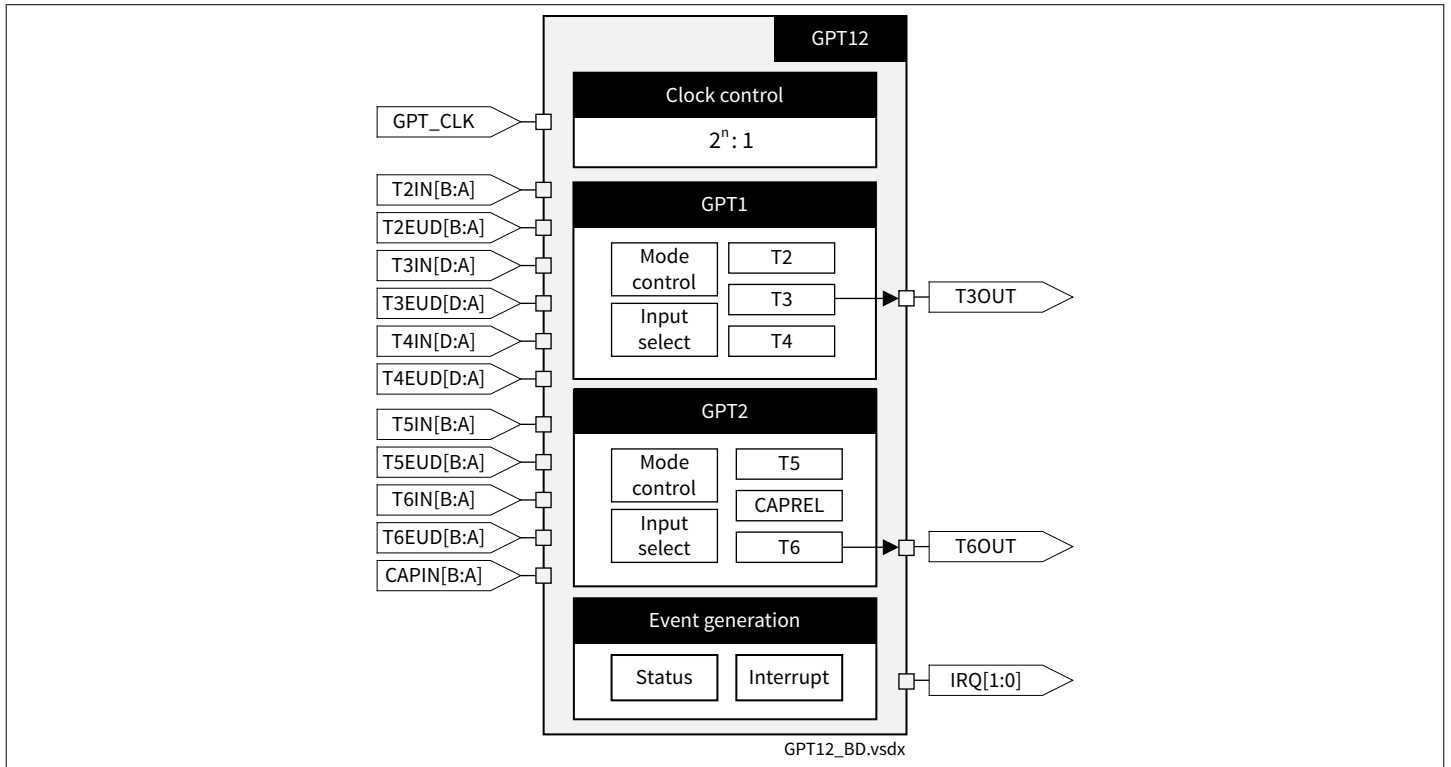 GPT12
Clock control
GPT_CLK
2ⁿ: 1
T2IN[B:A]
GPT1
T2EUD[B:A]
T3IN[D:A]
T3EUD[D:A]
T4IN[D:A]
T4EUD[D:A]
Mode
control
Input
select
T2
T3
T4
T3OUT
GPT2
T5IN[B:A]
T5EUD[B:A]
T6IN[B:A]
T6EUD[B:A]
CAPIN[B:A]
Mode
control
Input
select
T5
CAPREL
T6
T6OUT
Event generation
Status
Interrupt
IRQ[1:0]
GPT12_BD.vsdx